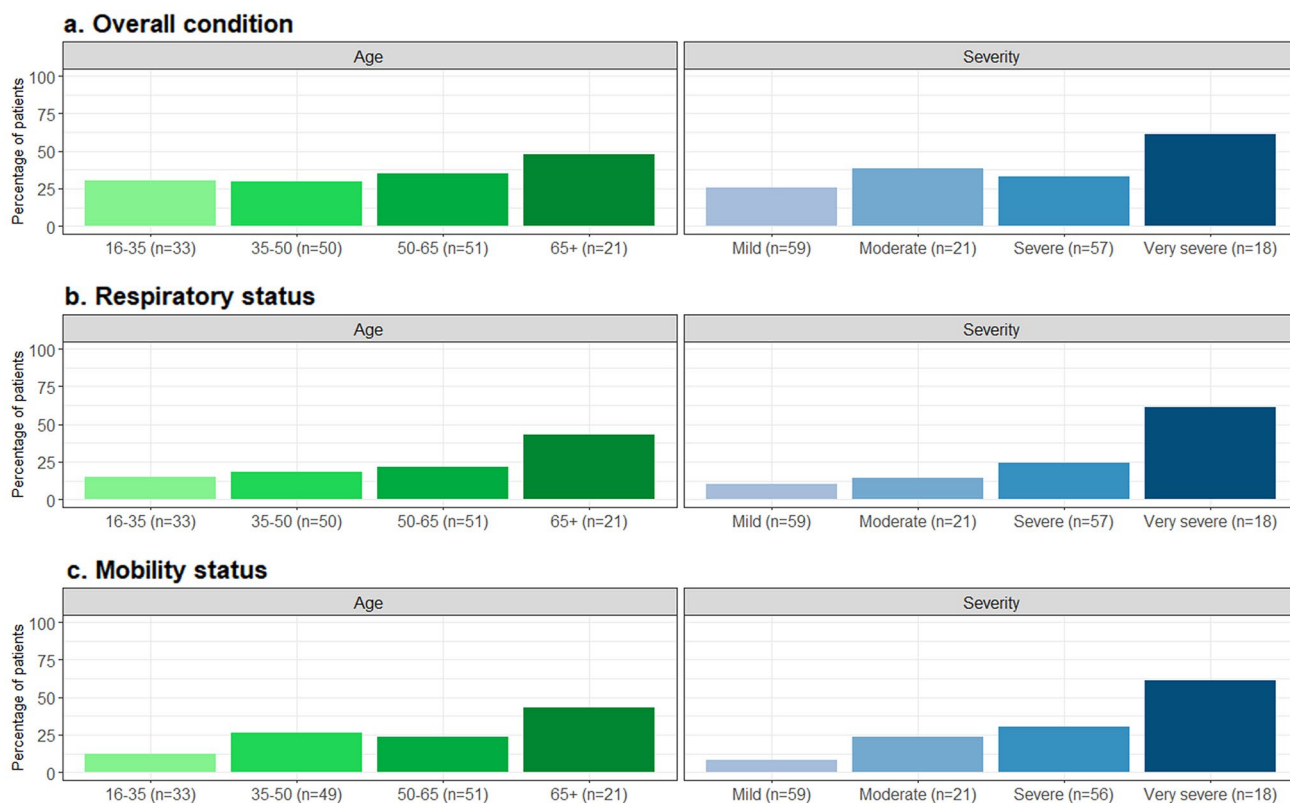 a. Overall condition
Age
Severity
Percentage of patients
100
75
50
25
0
16-35 (n=33) 35-50 (n=50) 50-65 (n=51) 65+ (n=21)
Mild (n=59) Moderate (n=21) Severe (n=57) Very severe (n=18)
b. Respiratory status
Age
Severity
Percentage of patients
100
75
50
25
0
16-35 (n=33) 35-50 (n=50) 50-65 (n=51) 65+ (n=21)
Mild (n=59) Moderate (n=21) Severe (n=57) Very severe (n=18)
c. Mobility status
Age
Severity
Percentage of patients
100
75
50
25
0
16-35 (n=33) 35-50 (n=49) 50-65 (n=51) 65+ (n=21)
Mild (n=59) Moderate (n=21) Severe (n=56) Very severe (n=18)